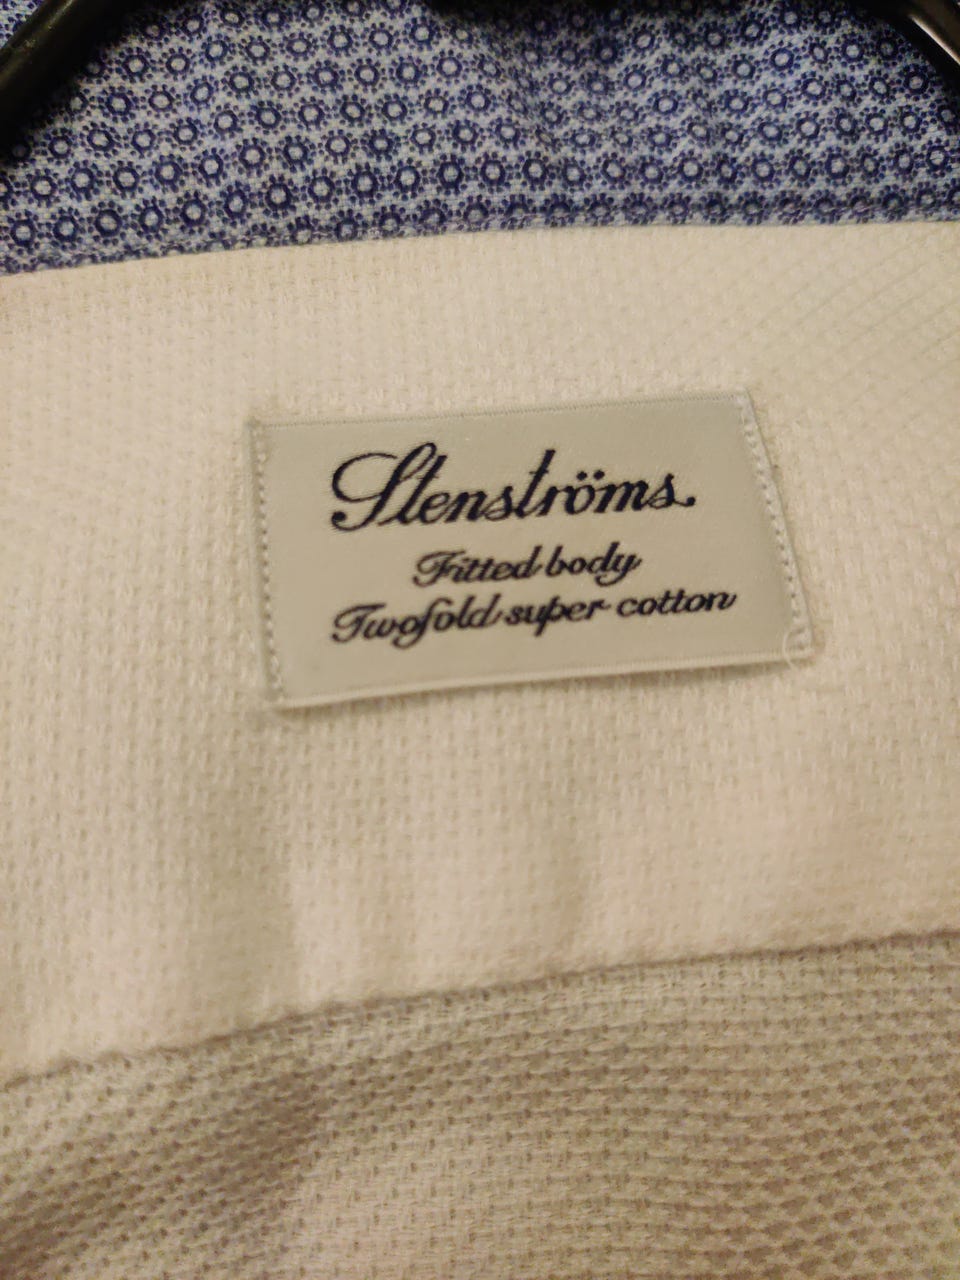 Stenströms
Fitted body
Twofold super cotton